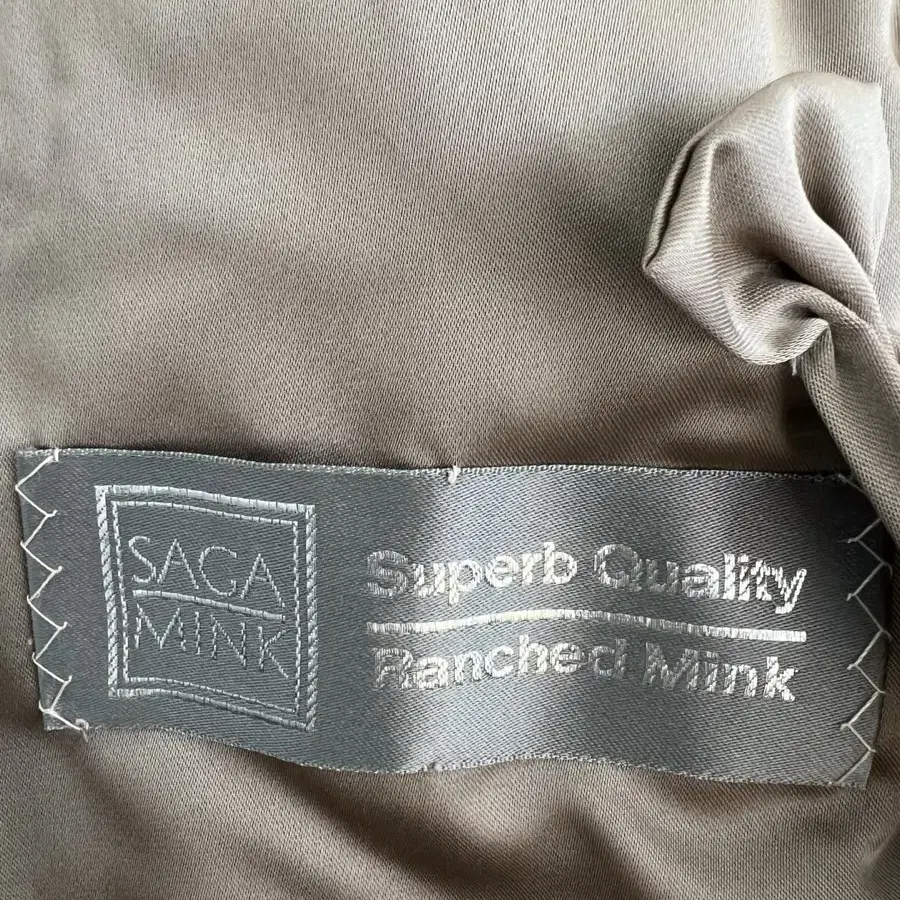 SAGA
MINK
Superb Quality
Ranched Mink